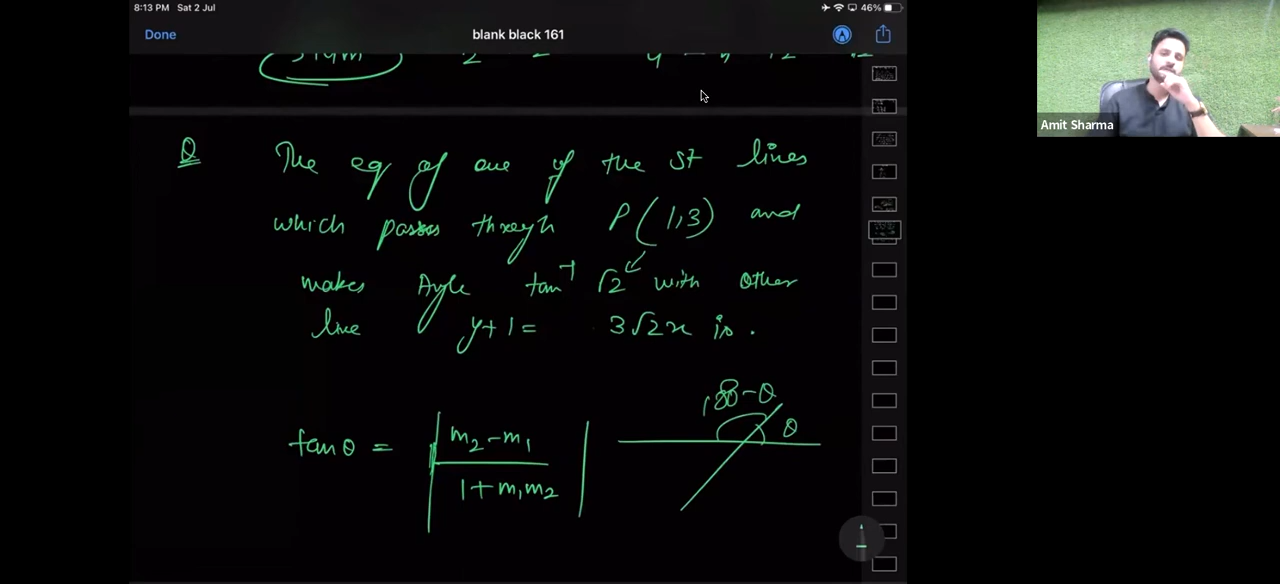 8:13 PM Sat 2 Jul
46%
Done
blank black 161
Amit Sharma
Q The eq of one of the st lines
which passes through P(1,3) and
makes Angle tan⁻¹ √2 with other
line y+1= 3√2x is .
180-θ
θ
tanθ = | m₂-m₁ / 1+m₁m₂ |